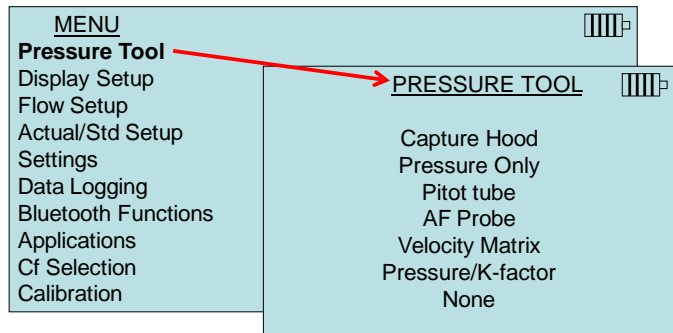 MENU
Pressure Tool
Display Setup
Flow Setup
Actual/Std Setup
Settings
Data Logging
Bluetooth Functions
Applications
Cf Selection
Calibration
PRESSURE TOOL
Capture Hood
Pressure Only
Pitot tube
AF Probe
Velocity Matrix
Pressure/K-factor
None